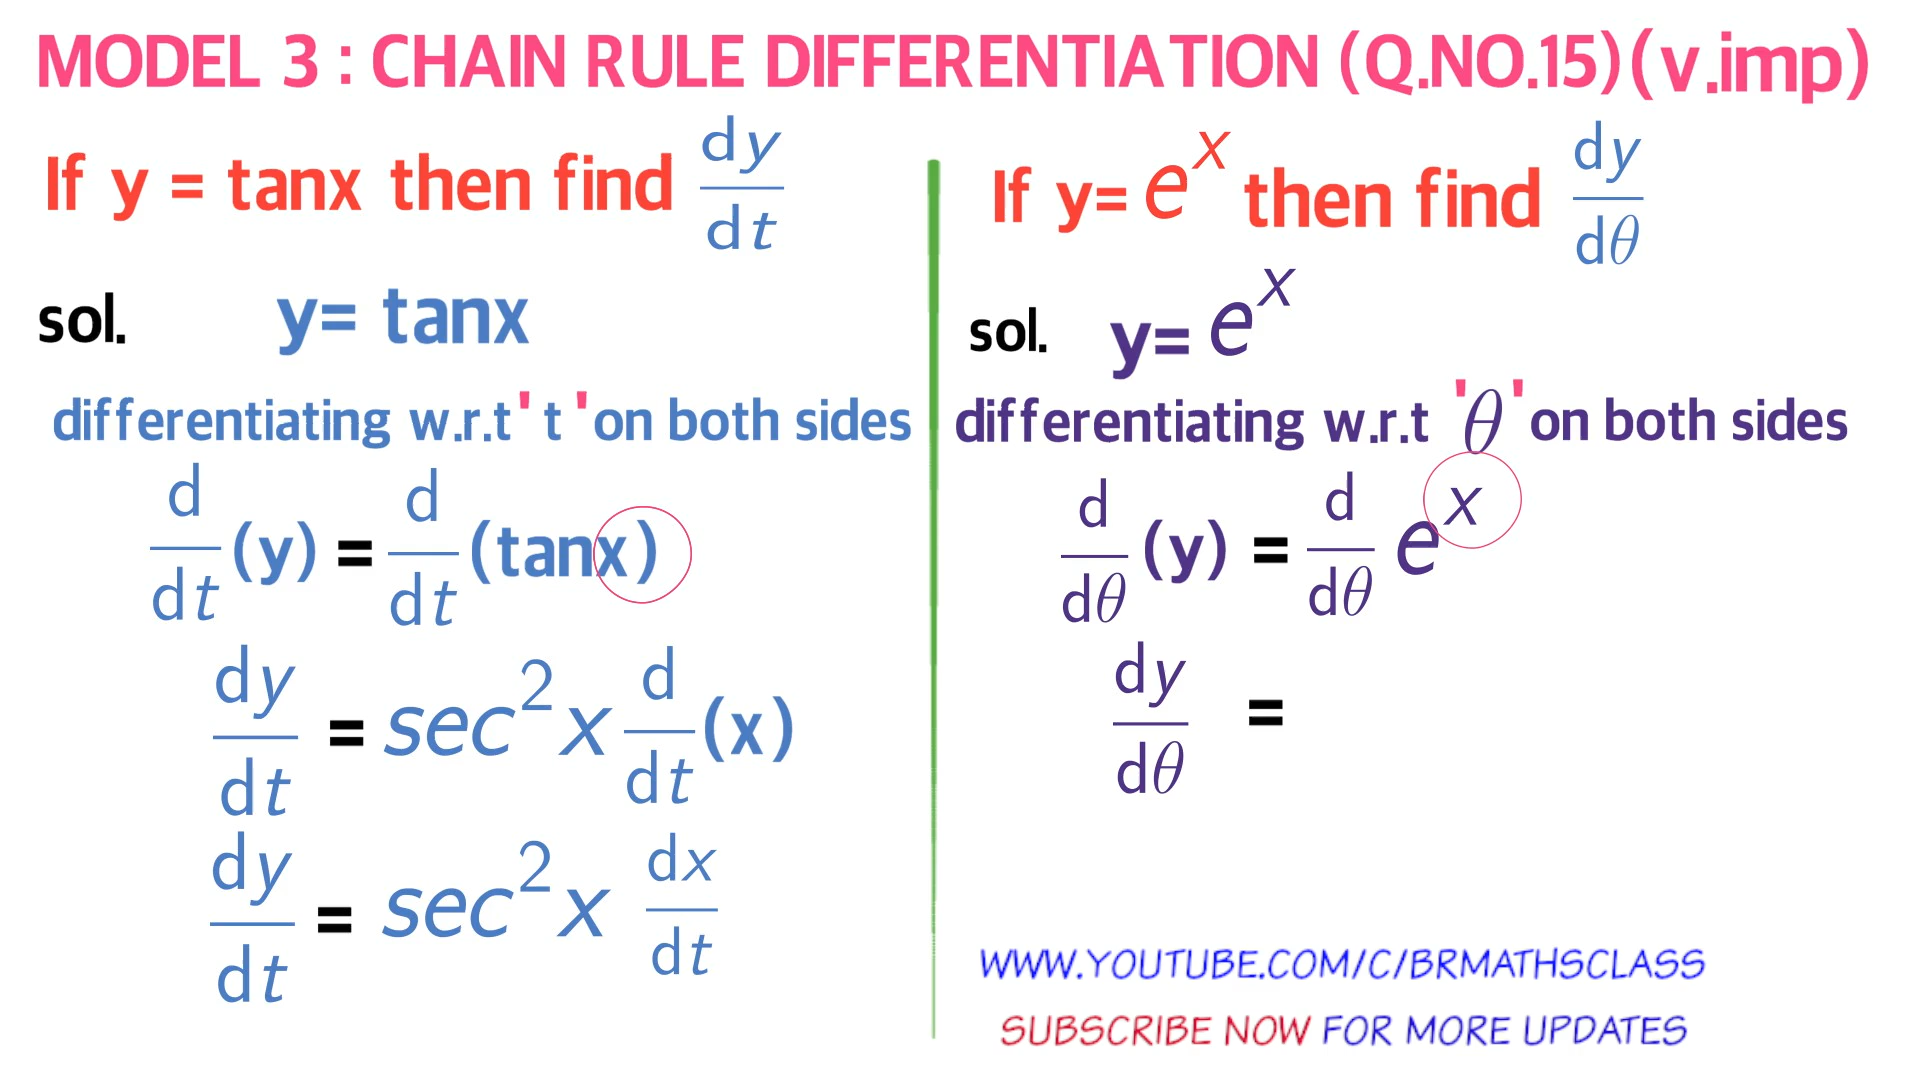 MODEL 3 : CHAIN RULE DIFFERENTIATION (Q.NO.15)(v.imp)
If y = tanx then find dy/dt
sol. y= tanx
differentiating w.r.t ' t ' on both sides
d/dt (y) = d/dt (tanx)
dy/dt = sec²x d/dt (x)
dy/dt = sec²x dx/dt
If y= e^x then find dy/dθ
sol. y= e^x
differentiating w.r.t 'θ' on both sides
d/dθ (y) = d/dθ e^x
dy/dθ =
WWW.YOUTUBE.COM/C/BRMATHSCLASS
SUBSCRIBE NOW FOR MORE UPDATES